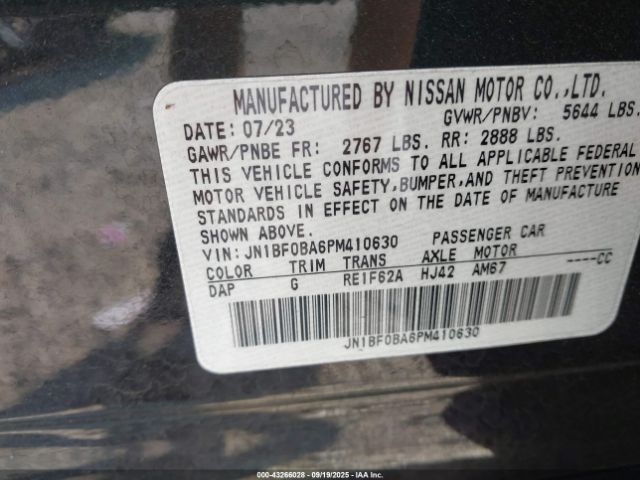 MANUFACTURED BY NISSAN MOTOR CO.,LTD.
DATE: 07/23 GVWR/PNBV: 5644 LBS.
GAWR/PNBE FR: 2767 LBS. RR: 2888 LBS.
THIS VEHICLE CONFORMS TO ALL APPLICABLE FEDERAL
MOTOR VEHICLE SAFETY,BUMPER,AND THEFT PREVENTION
STANDARDS IN EFFECT ON THE DATE OF MANUFACTURE
SHOWN ABOVE.
VIN: JN1BF0BA6PM410630 PASSENGER CAR
COLOR TRIM TRANS AXLE MOTOR
DAP G RE1F62A HJ42 AM67 ----CC
JN1BF0BA6PM410630
000-43266028 - 09/19/2025 - IAAI.com